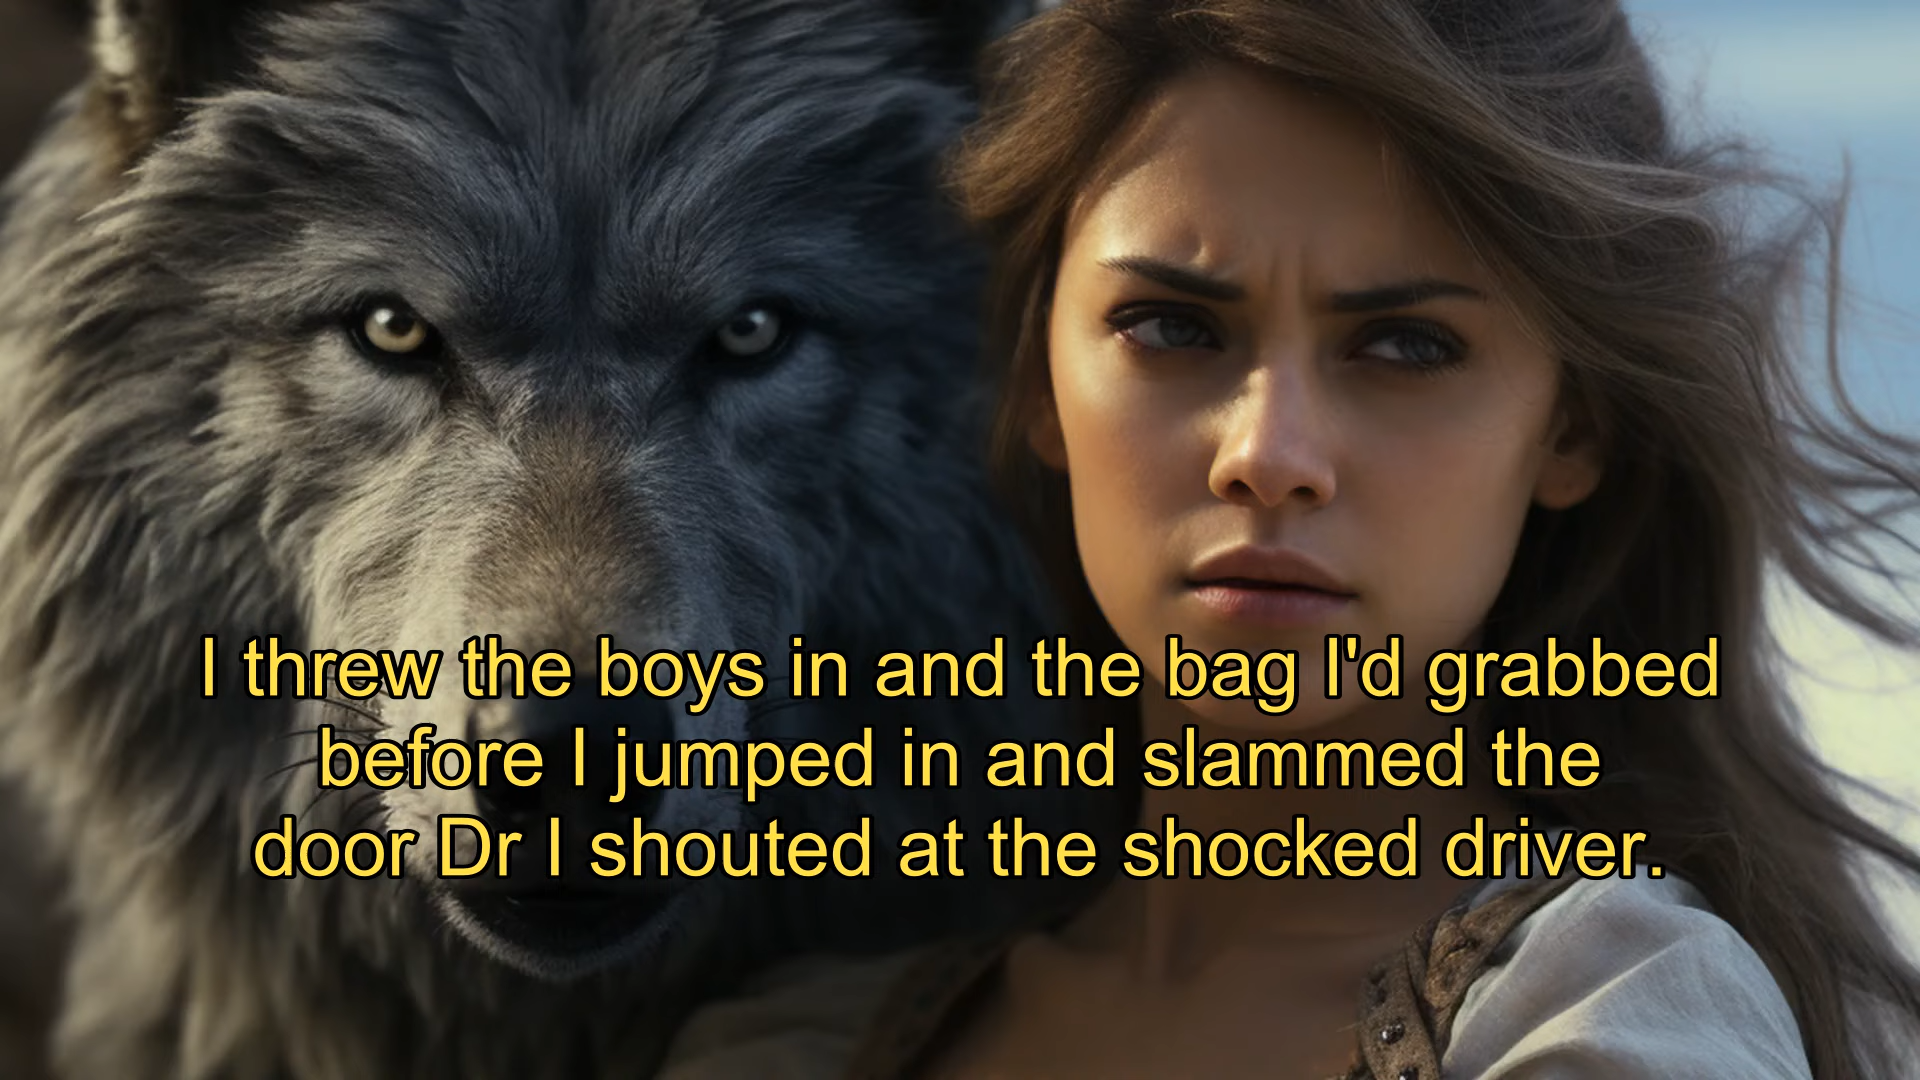 I threw the boys in and the bag I'd grabbed
before I jumped in and slammed the
door Dr I shouted at the shocked driver.